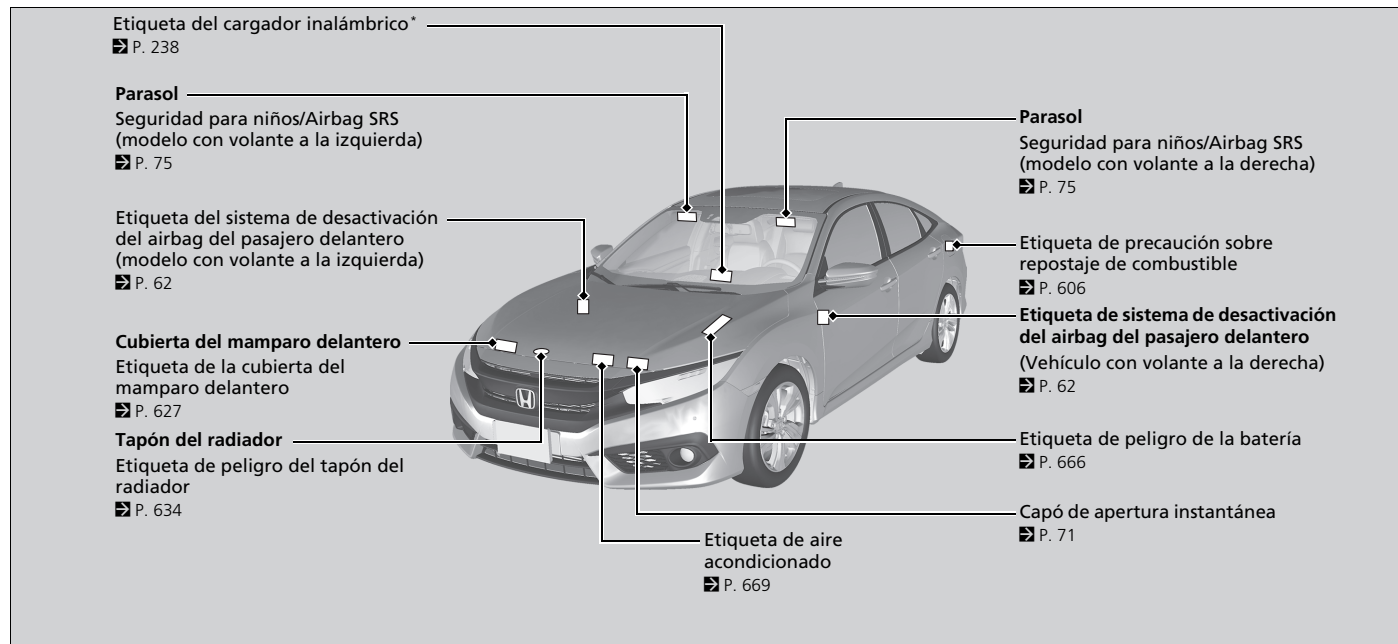 Etiqueta del cargador inalámbrico*
P. 238
Parasol
Seguridad para niños/Airbag SRS
(modelo con volante a la izquierda)
P. 75
Etiqueta del sistema de desactivación
del airbag del pasajero delantero
(modelo con volante a la izquierda)
P. 62
Cubierta del mamparo delantero
Etiqueta de la cubierta del
mamparo delantero
P. 627
Tapón del radiador
Etiqueta de peligro del tapón del
radiador
P. 634
Etiqueta de aire
acondicionado
P. 669
Parasol
Seguridad para niños/Airbag SRS
(modelo con volante a la derecha)
P. 75
Etiqueta de precaución sobre
repostaje de combustible
P. 606
Etiqueta de sistema de desactivación
del airbag del pasajero delantero
(Vehículo con volante a la derecha)
P. 62
Etiqueta de peligro de la batería
P. 666
Capó de apertura instantánea
P. 71